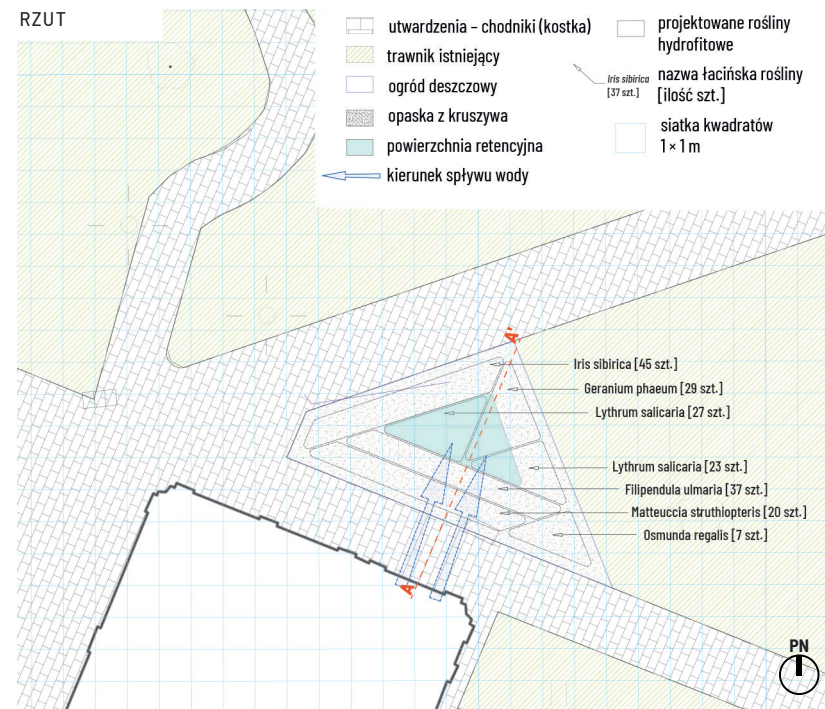 RZUT
utwardzenia – chodniki (kostka)
trawnik istniejący
ogród deszczowy
opaska z kruszywa
powierzchnia retencyjna
kierunek spływu wody
projektowane rośliny
hydrofitowe
Iris sibirica
[37 szt.]
nazwa łacińska rośliny
[ilość szt.]
siatka kwadratów
1 × 1 m
A'
Iris sibirica [45 szt.]
Geranium phaeum [29 szt.]
Lythrum salicaria [27 szt.]
Lythrum salicaria [23 szt.]
Filipendula ulmaria [37 szt.]
Matteuccia struthiopteris [20 szt.]
Osmunda regalis [7 szt.]
A
PN